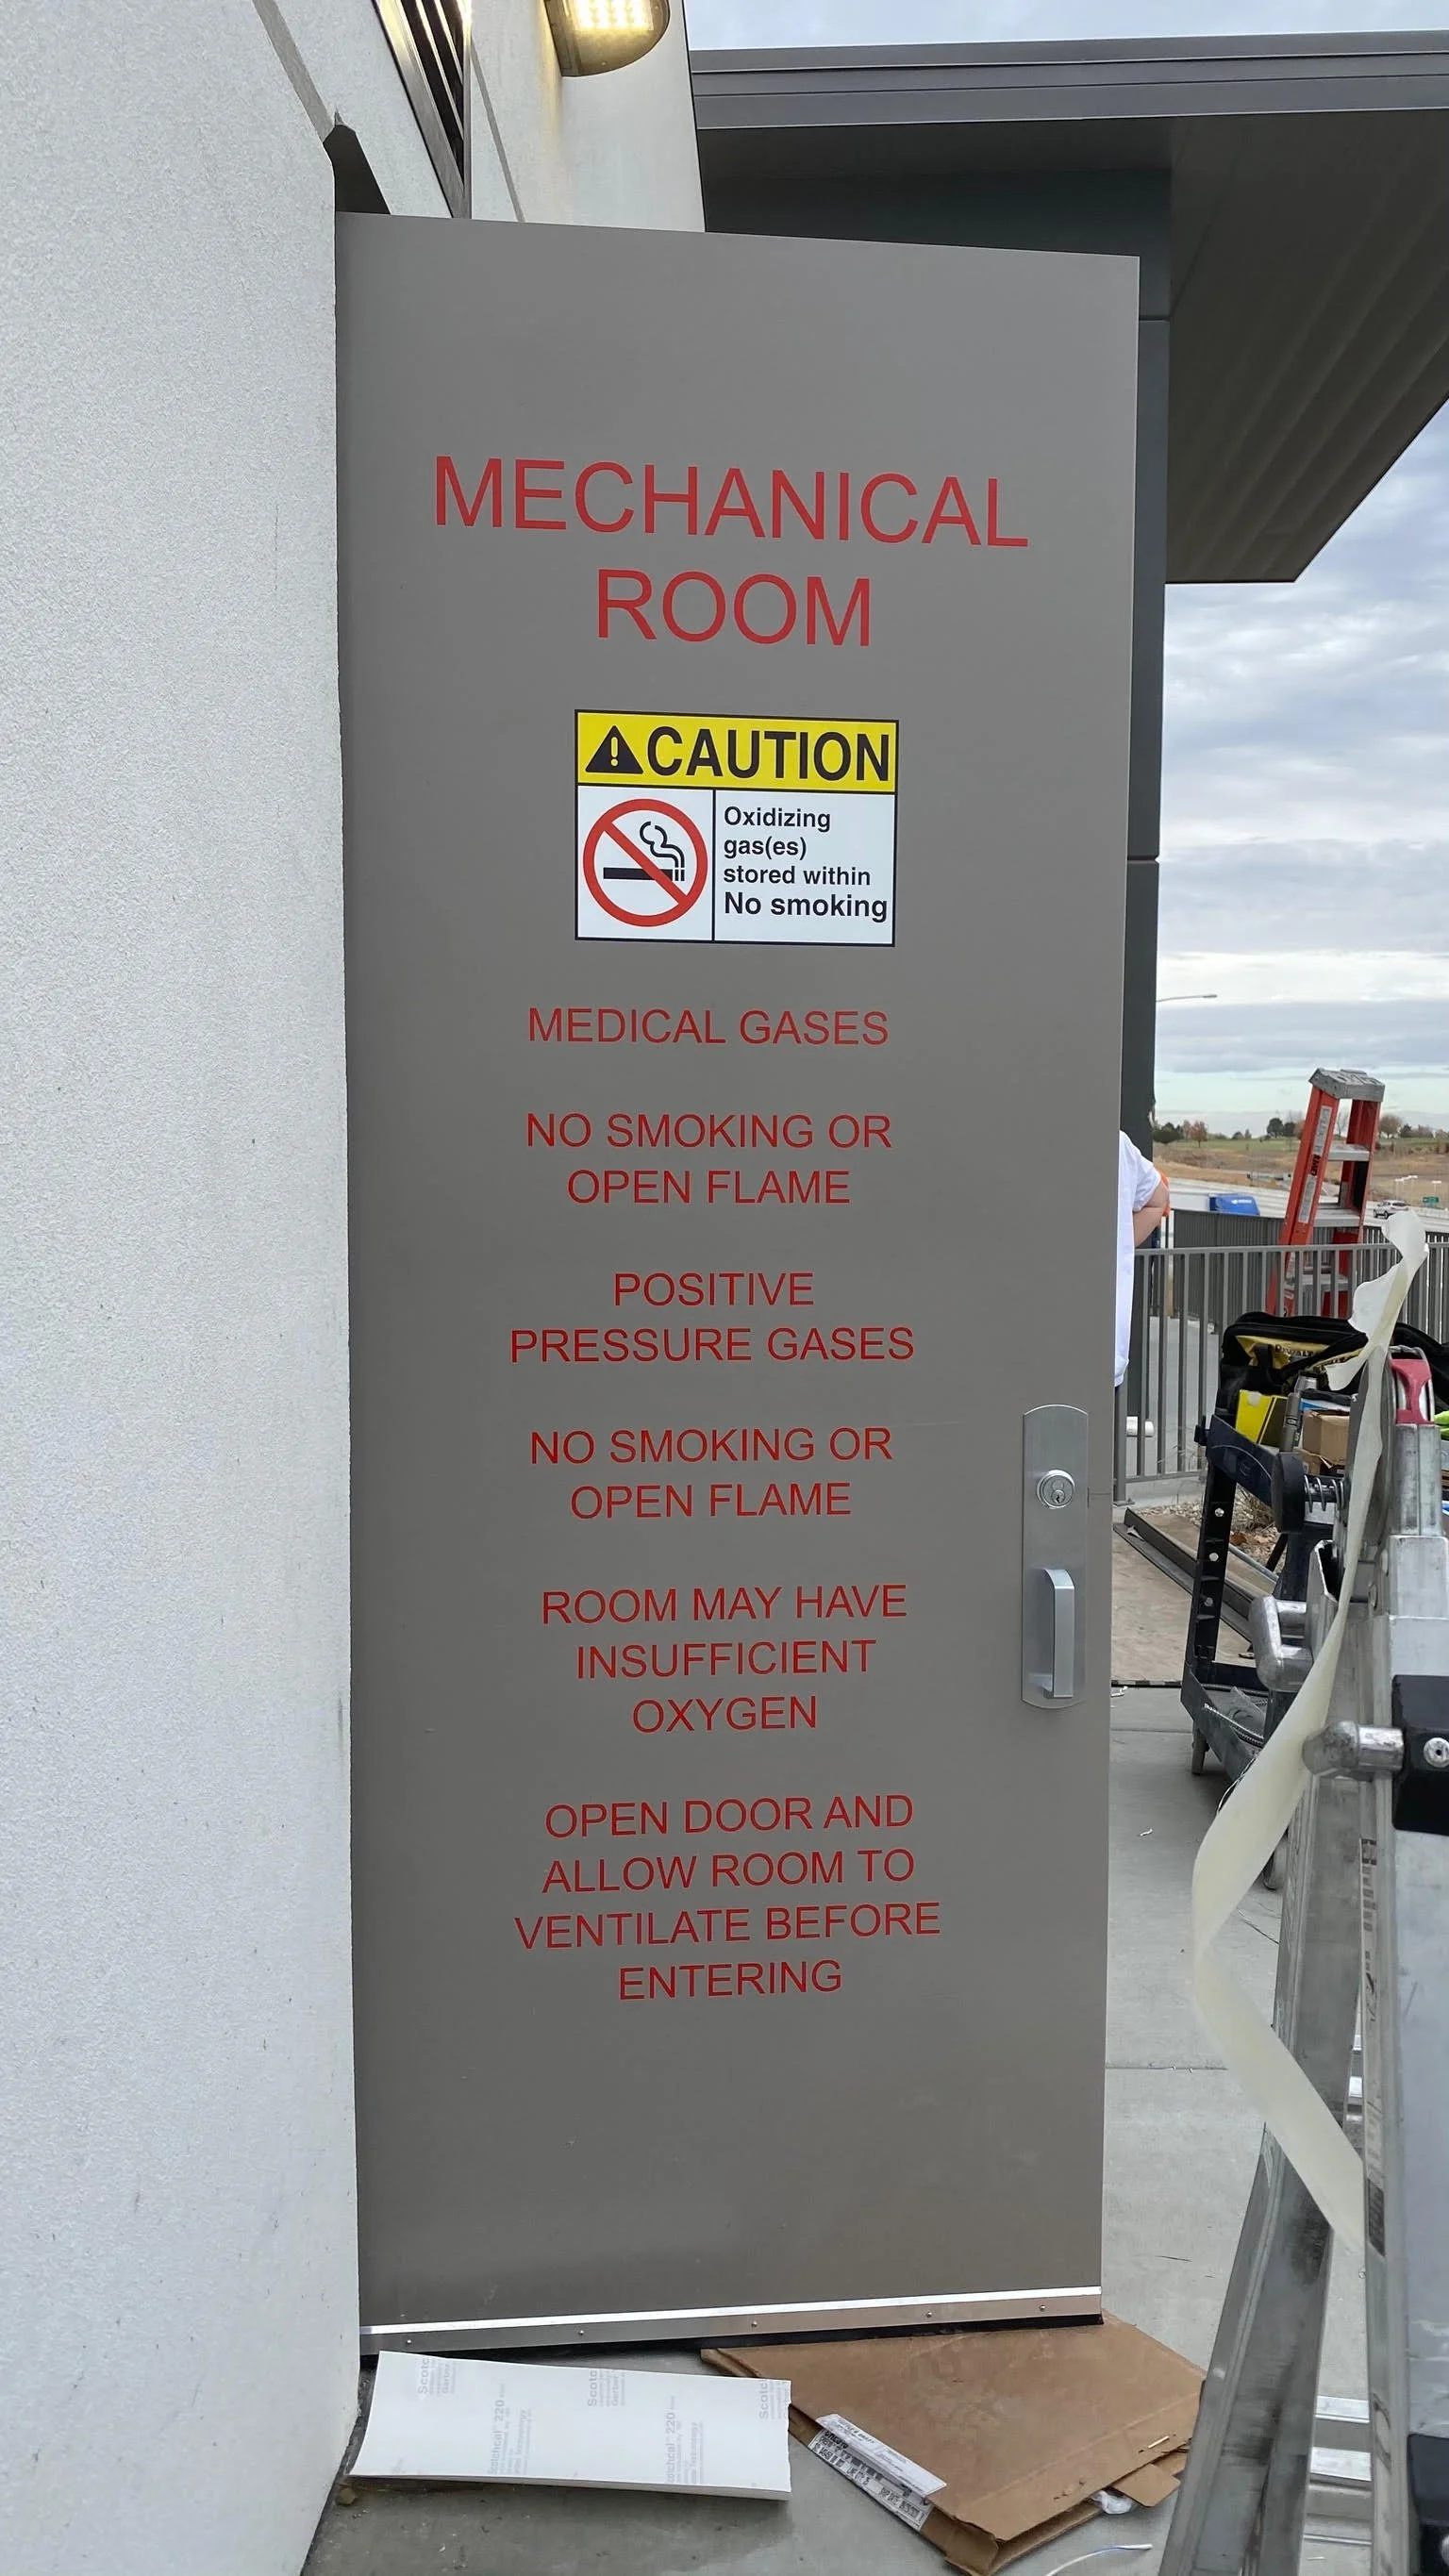 MECHANICAL
ROOM
CAUTION
Oxidizing
gas(es)
stored within
No smoking
MEDICAL GASES
NO SMOKING OR
OPEN FLAME
POSITIVE
PRESSURE GASES
NO SMOKING OR
OPEN FLAME
ROOM MAY HAVE
INSUFFICIENT
OXYGEN
OPEN DOOR AND
ALLOW ROOM TO
VENTILATE BEFORE
ENTERING